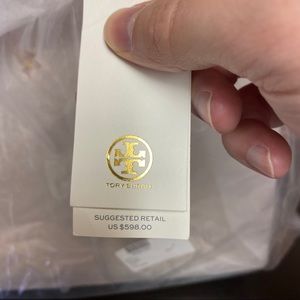 TORY BURCH
SUGGESTED RETAIL
US $598.00